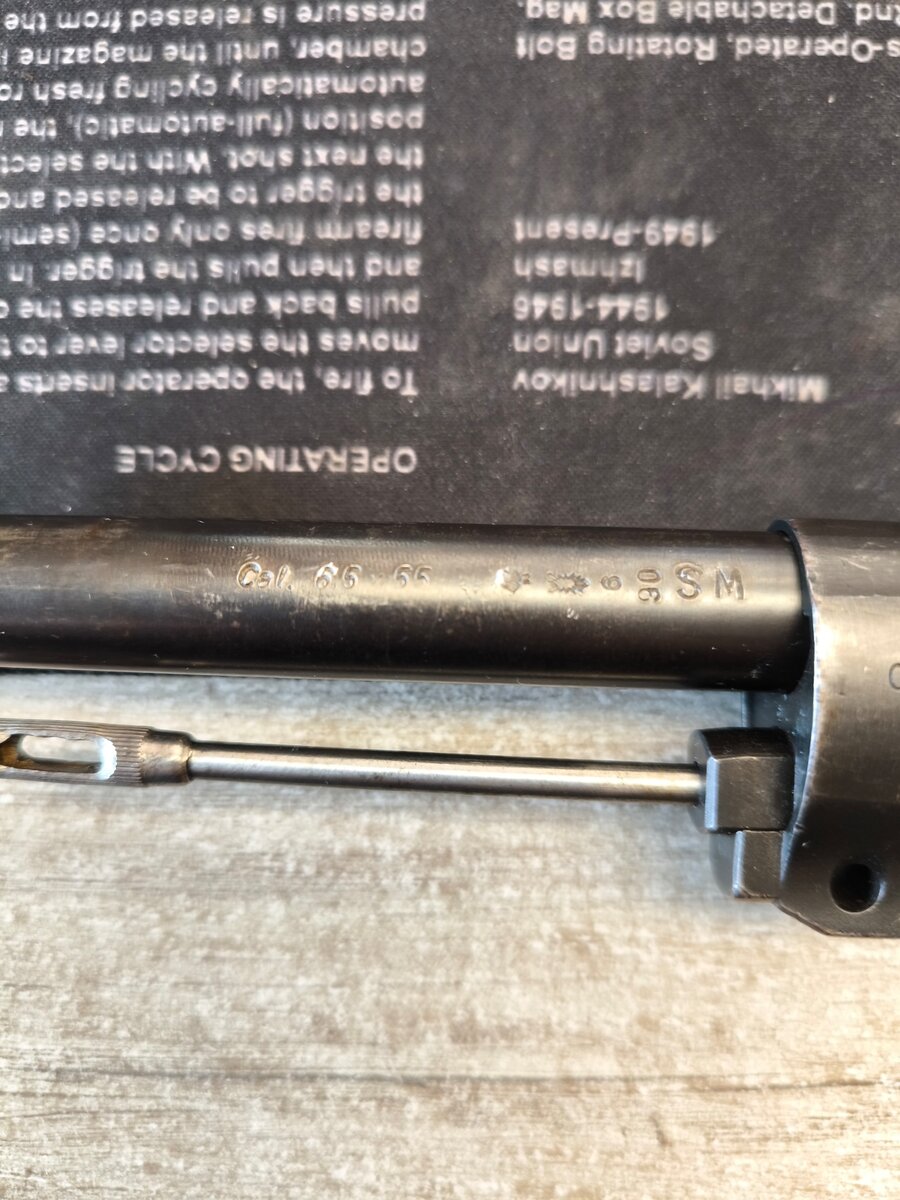 OPERATING CYCLE
To fire, the operator inserts a
moves the selector lever to t
pulls back and releases the c
and then pulls the trigger. In
firearm fires only once (semi
the trigger to be released and
the next shot. With the select
position (full-automatic), the
automatically cycling fresh ro
chamber, until the magazine i
pressure is released from the
Mikhail Kalashnikov
Soviet Union
1944-1946
Izhmash
1949-Present
s-Operated, Rotating Bolt
nd. Detachable Box Mag.
Cal. 90 SM